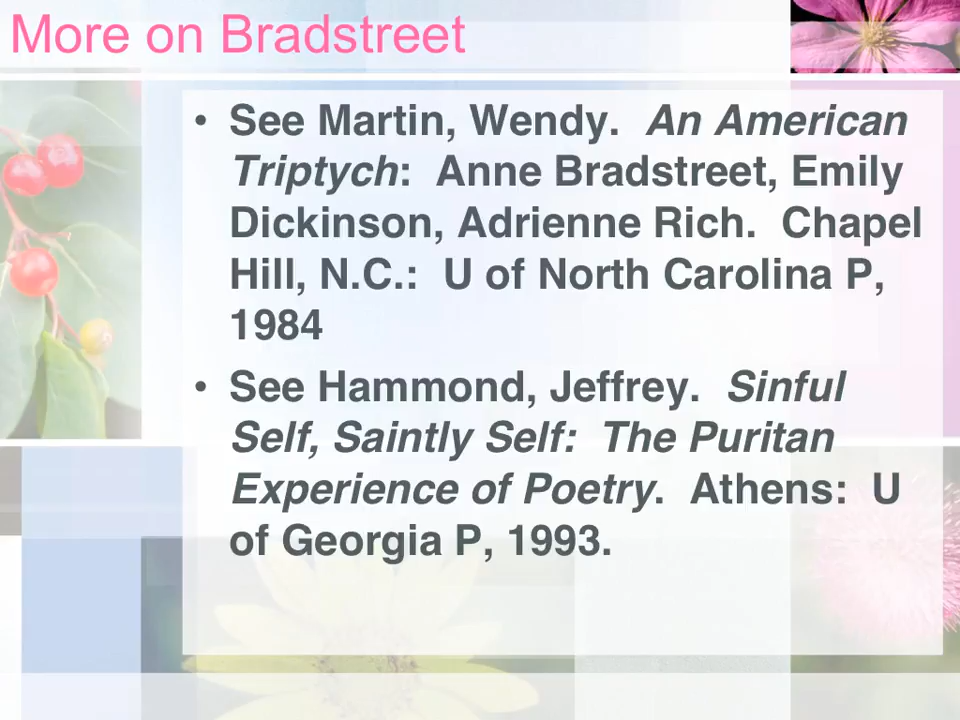 More on Bradstreet
• See Martin, Wendy.  An American
Triptych:  Anne Bradstreet, Emily
Dickinson, Adrienne Rich.  Chapel
Hill, N.C.:  U of North Carolina P,
1984
• See Hammond, Jeffrey.  Sinful
Self, Saintly Self:  The Puritan
Experience of Poetry.  Athens:  U
of Georgia P, 1993.